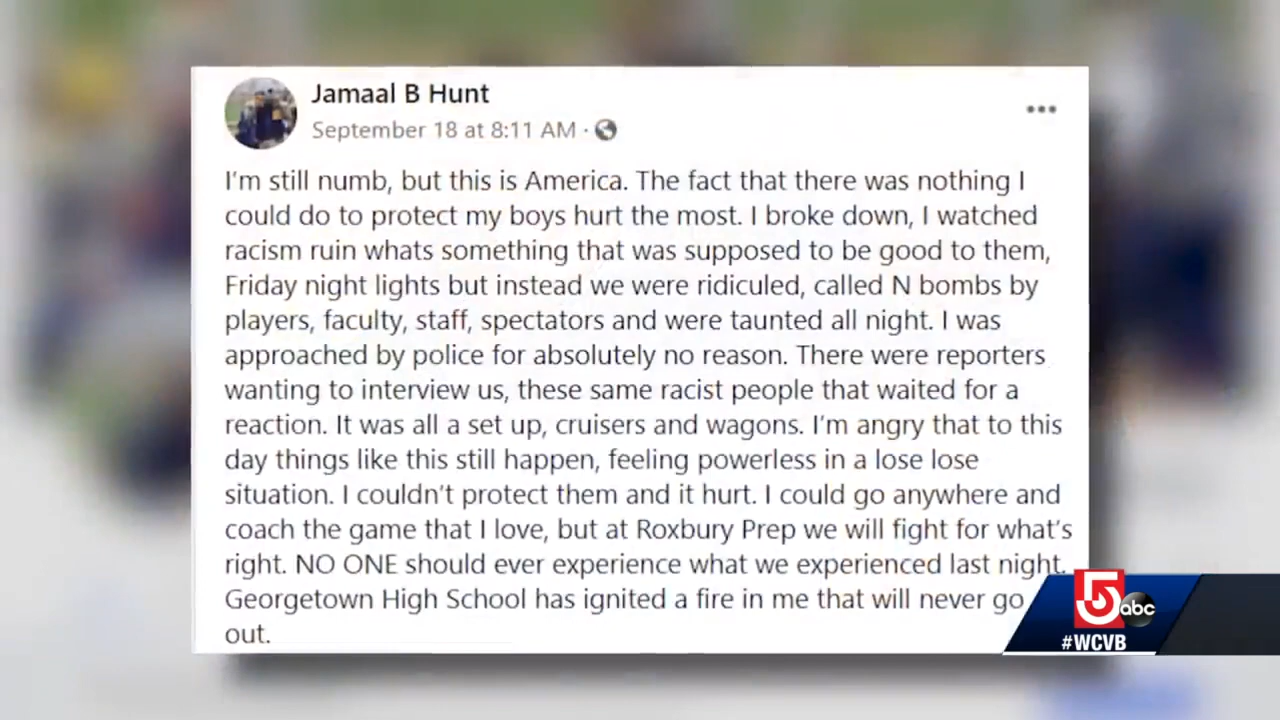 Jamaal B Hunt
September 18 at 8:11 AM ·
I'm still numb, but this is America. The fact that there was nothing I
could do to protect my boys hurt the most. I broke down, I watched
racism ruin whats something that was supposed to be good to them,
Friday night lights but instead we were ridiculed, called N bombs by
players, faculty, staff, spectators and were taunted all night. I was
approached by police for absolutely no reason. There were reporters
wanting to interview us, these same racist people that waited for a
reaction. It was all a set up, cruisers and wagons. I'm angry that to this
day things like this still happen, feeling powerless in a lose lose
situation. I couldn't protect them and it hurt. I could go anywhere and
coach the game that I love, but at Roxbury Prep we will fight for what's
right. NO ONE should ever experience what we experienced last night.
Georgetown High School has ignited a fire in me that will never go
out.
5 abc
#WCVB